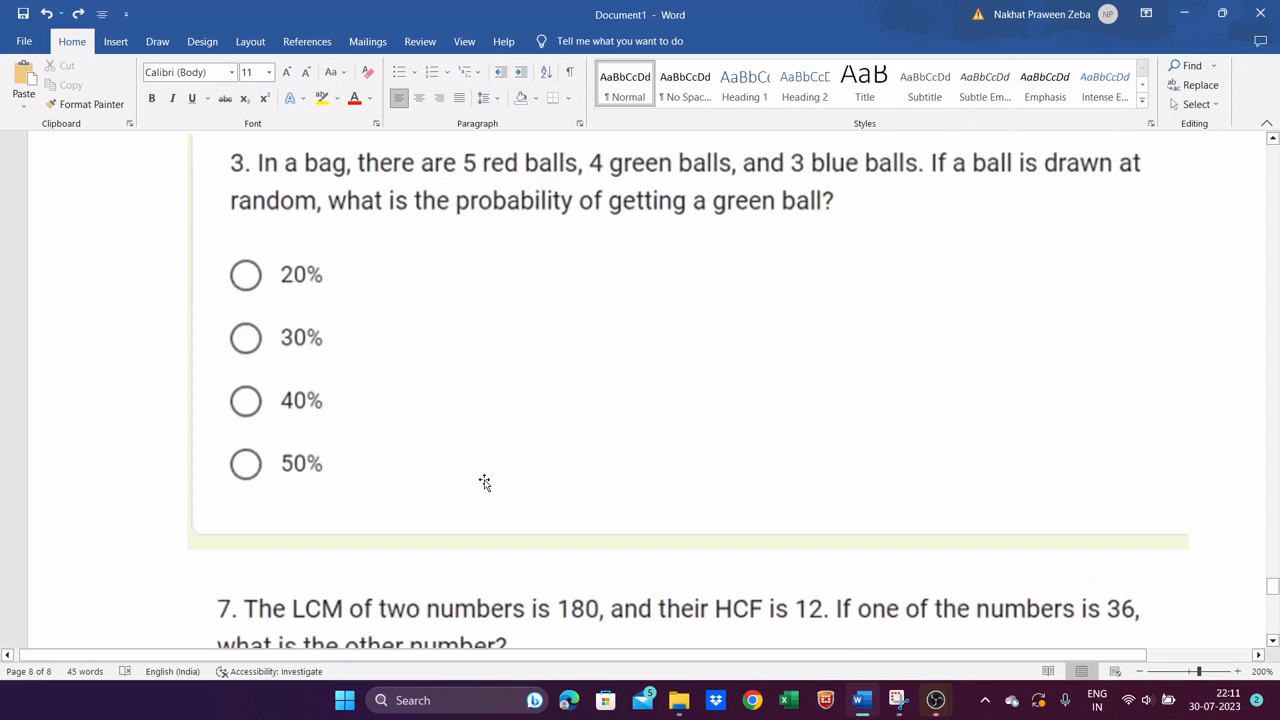 Document1 - Word
Nakhat Praween Zeba
NP
File
Home
Insert
Draw
Design
Layout
References
Mailings
Review
View
Help
Tell me what you want to do
Paste
Cut
Copy
Format Painter
Calibri (Body)
11
AaBbCcDd
¶ Normal
AaBbCcDd
¶ No Spac...
AaBbCc
Heading 1
AaBbCcE
Heading 2
AaB
Title
AaBbCcDd
Subtitle
AaBbCcDd
Subtle Em...
AaBbCcDd
Emphasis
AaBbCcDd
Intense E...
Find
Replace
Select
Clipboard
Font
Paragraph
Styles
Editing
3. In a bag, there are 5 red balls, 4 green balls, and 3 blue balls. If a ball is drawn at
random, what is the probability of getting a green ball?
20%
30%
40%
50%
7. The LCM of two numbers is 180, and their HCF is 12. If one of the numbers is 36,
what is the other number?
Page 8 of 8
45 words
English (India)
Accessibility: Investigate
200%
Search
5
ENG
IN
22:11
30-07-2023
2